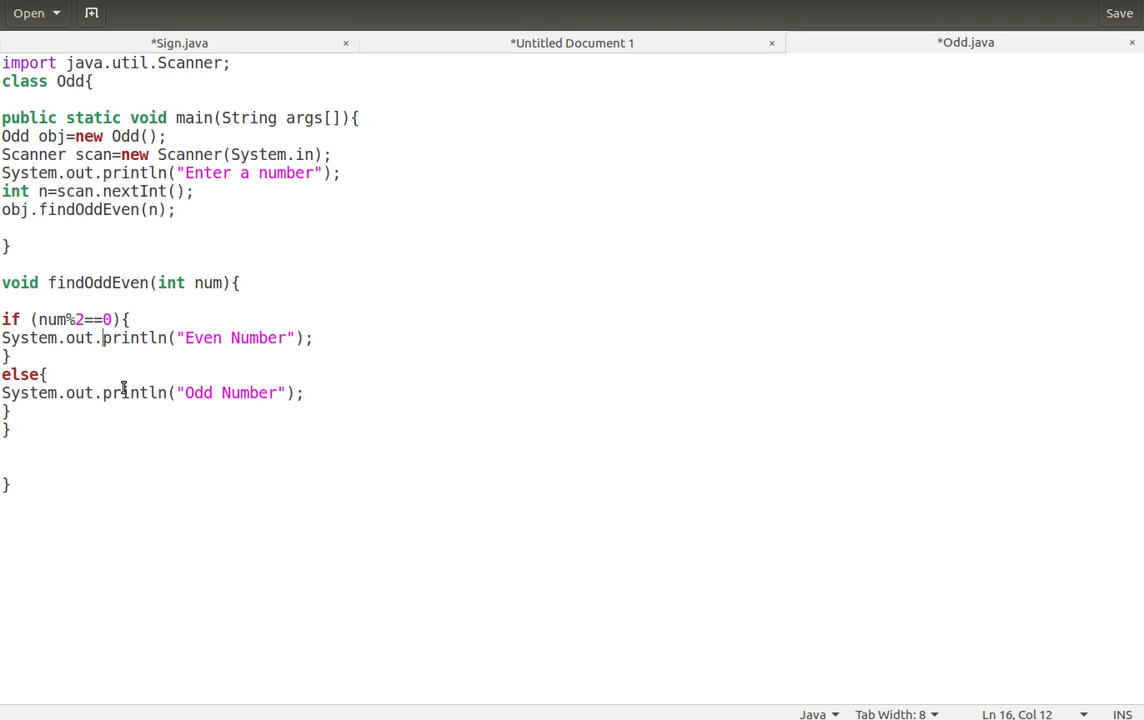 Open
Save
*Sign.java × *Untitled Document 1 × *Odd.java ×
import java.util.Scanner;
class Odd{
public static void main(String args[]){
Odd obj=new Odd();
Scanner scan=new Scanner(System.in);
System.out.println("Enter a number");
int n=scan.nextInt();
obj.findOddEven(n);
}
void findOddEven(int num){
if (num%2==0){
System.out.println("Even Number");
}
else{
System.out.println("Odd Number");
}
}
}
Java Tab Width: 8 Ln 16, Col 12 INS